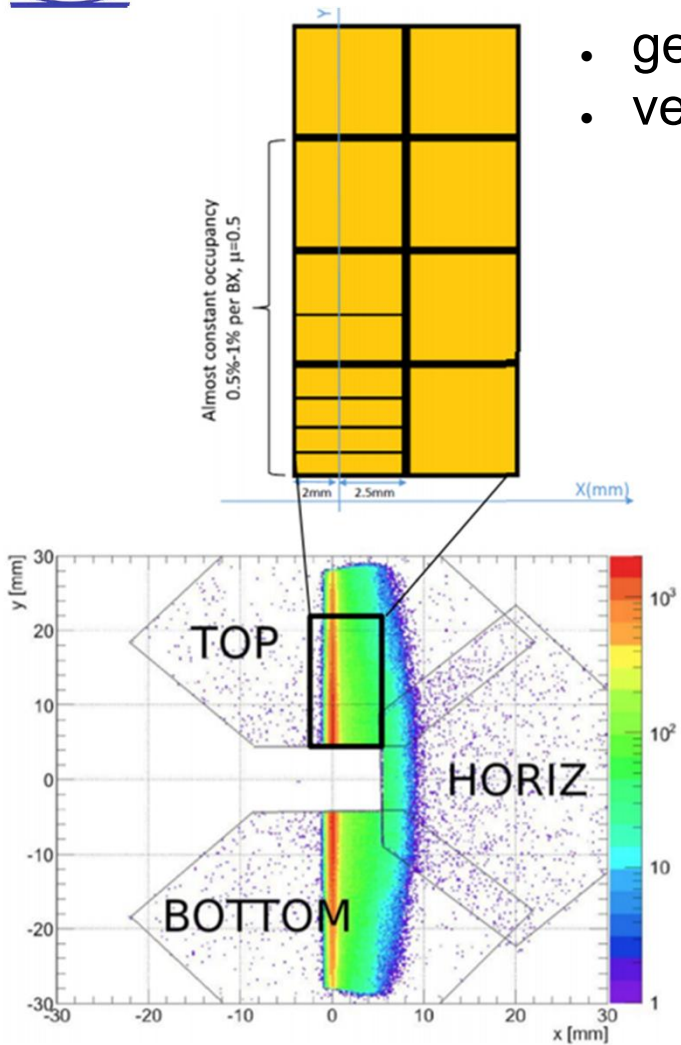 Y
• ge
• ve
Almost constant occupancy
0.5%-1% per BX, μ=0.5
2mm
2.5mm
X(mm)
y [mm]
30
20
10
0
-10
-20
-30
TOP
HORIZ
BOTTOM
10³
10²
10
1
-30
-20
-10
0
10
20
30
x [mm]